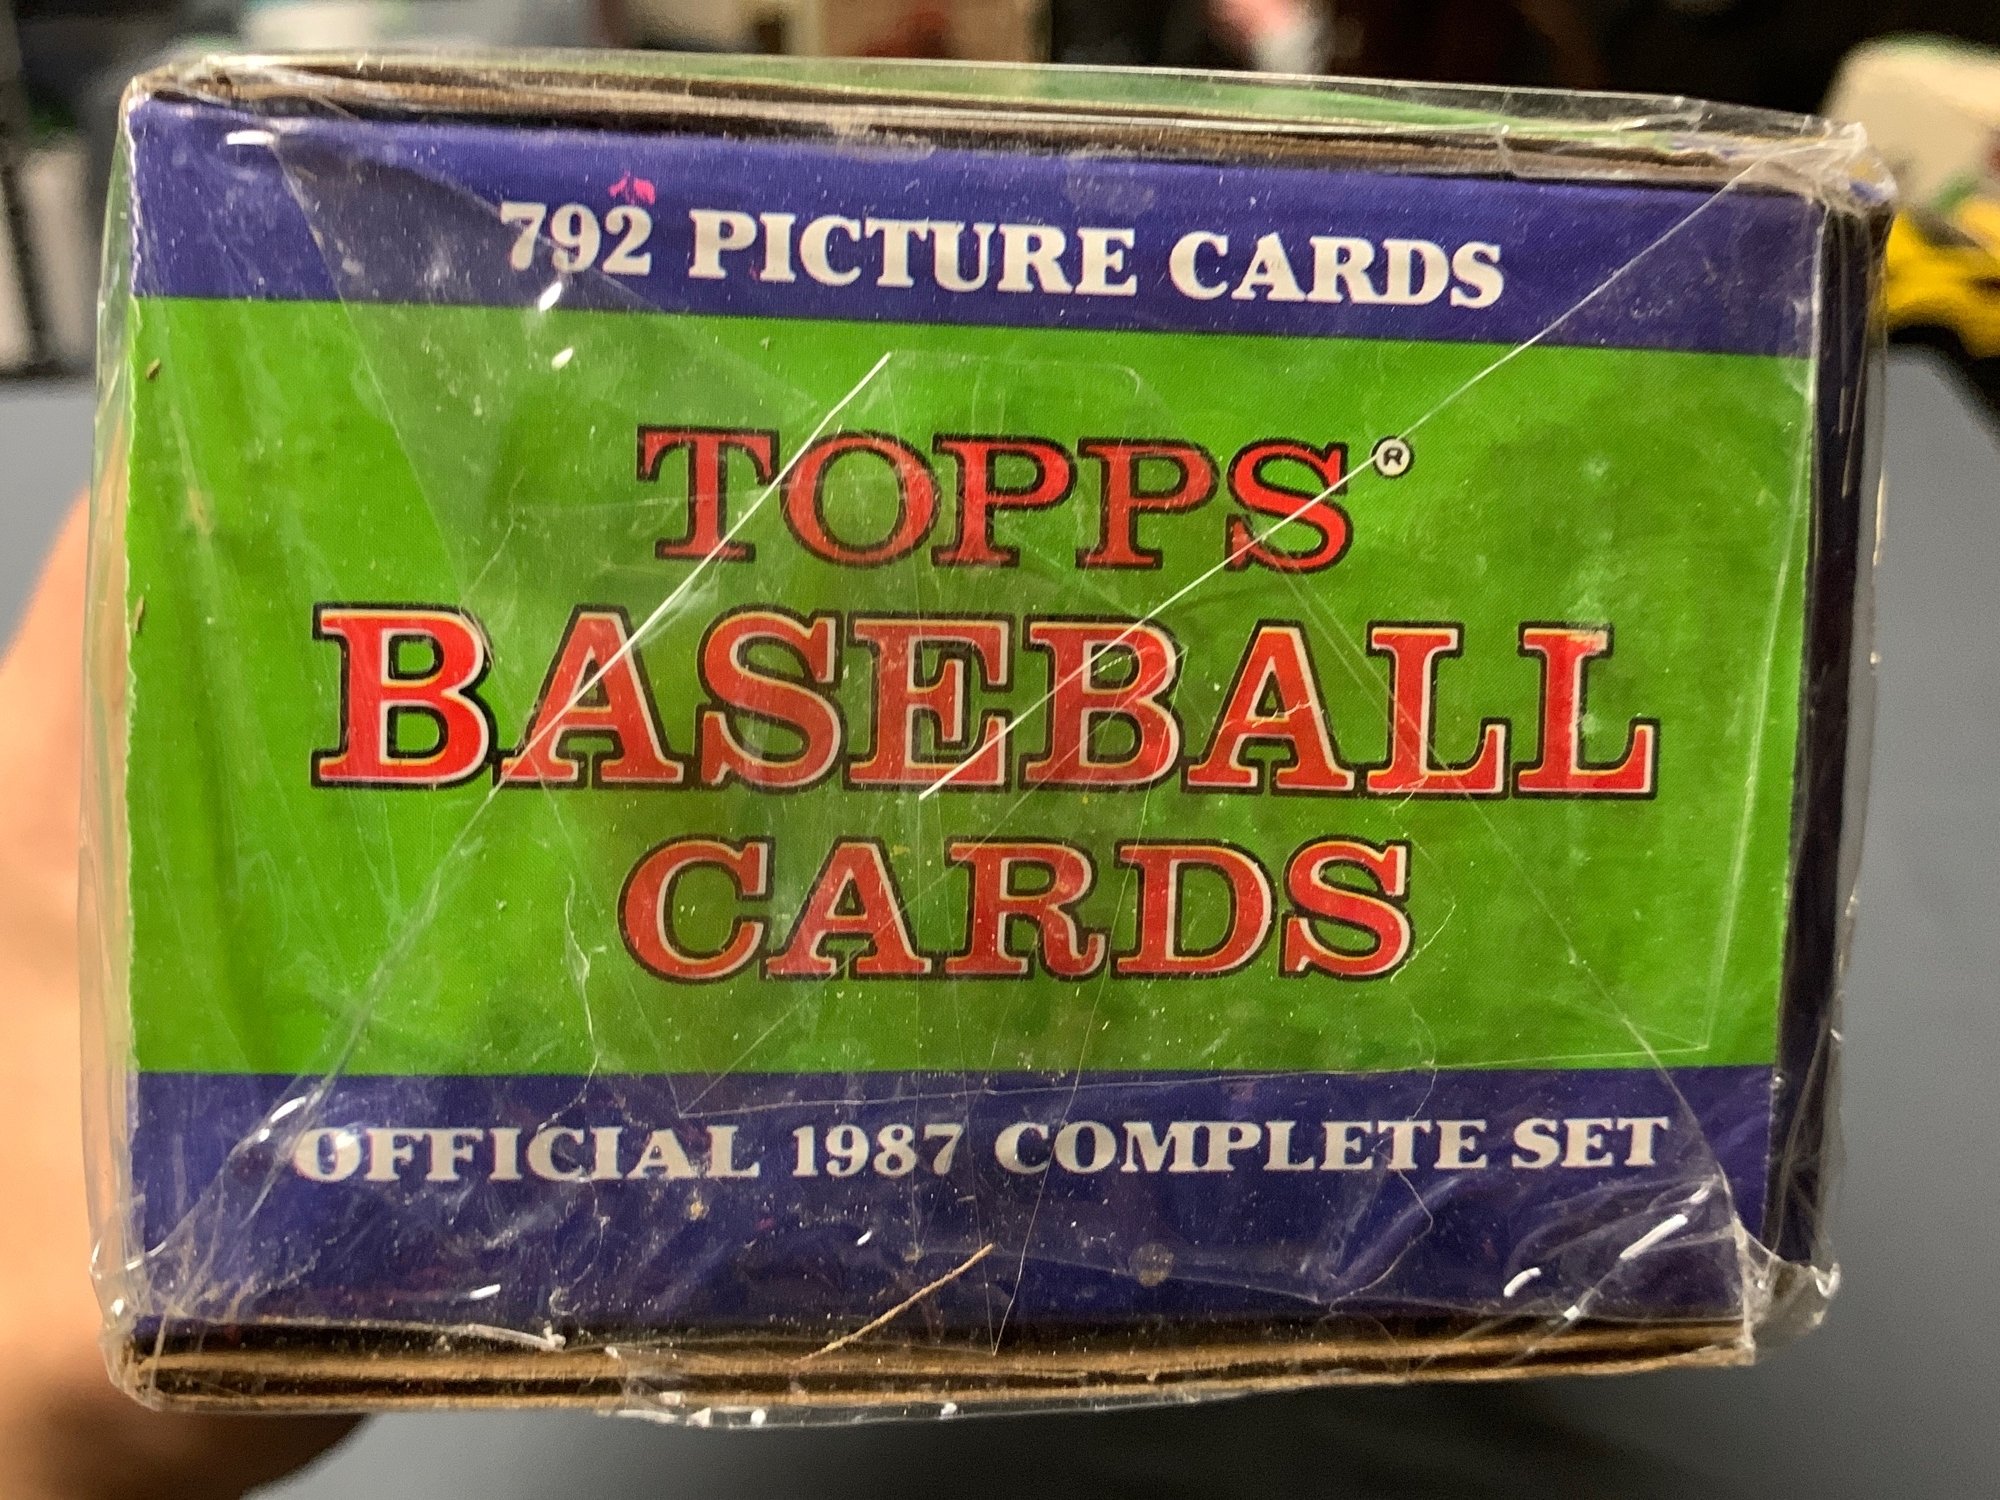 792 PICTURE CARDS
TOPPS®
BASEBALL
CARDS
OFFICIAL 1987 COMPLETE SET